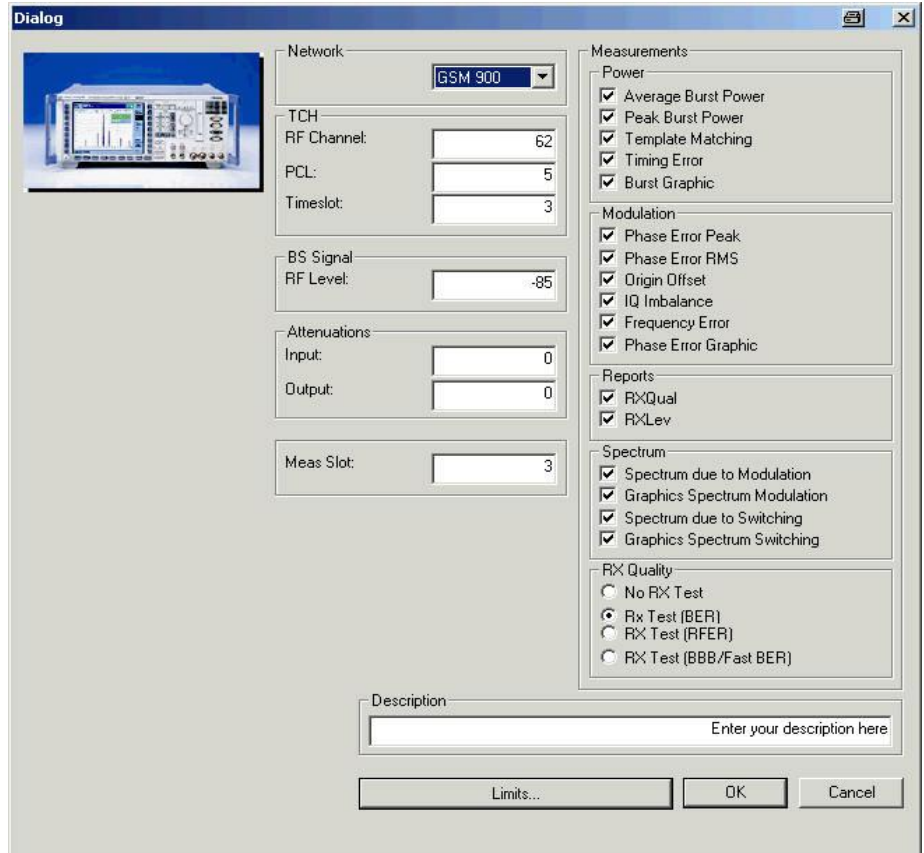 Dialog
Network
GSM 900
TCH
RF Channel:
62
PCL:
5
Timeslot:
3
BS Signal
RF Level:
-85
Attenuations
Input:
0
Output:
0
Meas Slot:
3
Measurements
Power
Average Burst Power
Peak Burst Power
Template Matching
Timing Error
Burst Graphic
Modulation
Phase Error Peak
Phase Error RMS
Origin Offset
IQ Imbalance
Frequency Error
Phase Error Graphic
Reports
RXQual
RXLev
Spectrum
Spectrum due to Modulation
Graphics Spectrum Modulation
Spectrum due to Switching
Graphics Spectrum Switching
RX Quality
No RX Test
Rx Test (BER)
RX Test (RFER)
RX Test (BBB/Fast BER)
Description
Enter your description here
Limits...
OK
Cancel